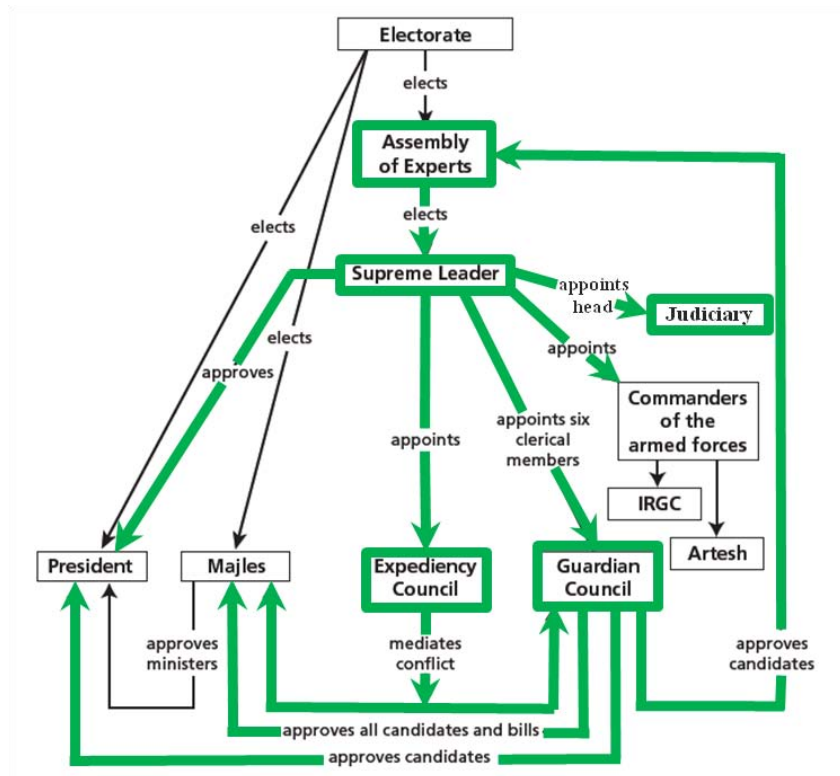 Electorate
elects
Assembly
of Experts
elects
elects
Supreme Leader
appoints
head
Judiciary
elects
appoints
approves
Commanders
of the
armed forces
appoints
appoints six
clerical
members
IRGC
Artesh
President
Majles
Expediency
Council
Guardian
Council
approves
ministers
mediates
conflict
approves
candidates
approves all candidates and bills
approves candidates